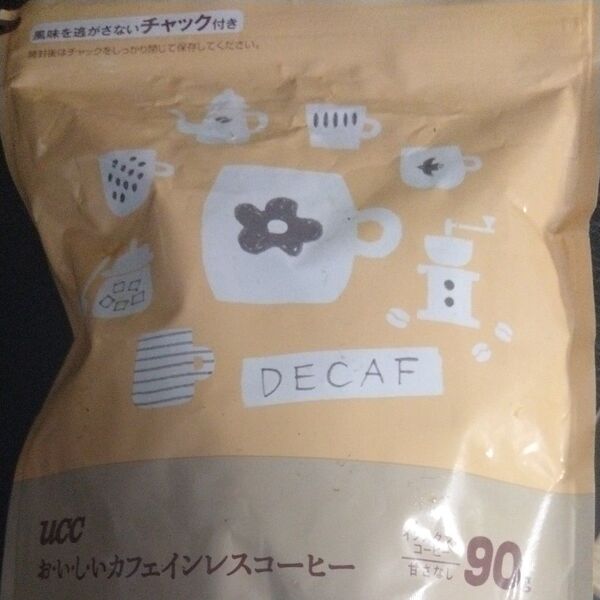 風味を逃がさないチャック付き
開封後はチャックをしっかり閉じて保存してください。
DECAF
ucc
お・い・し・いカフェインレスコーヒー
インスタント
コーヒー
甘さなし
90g